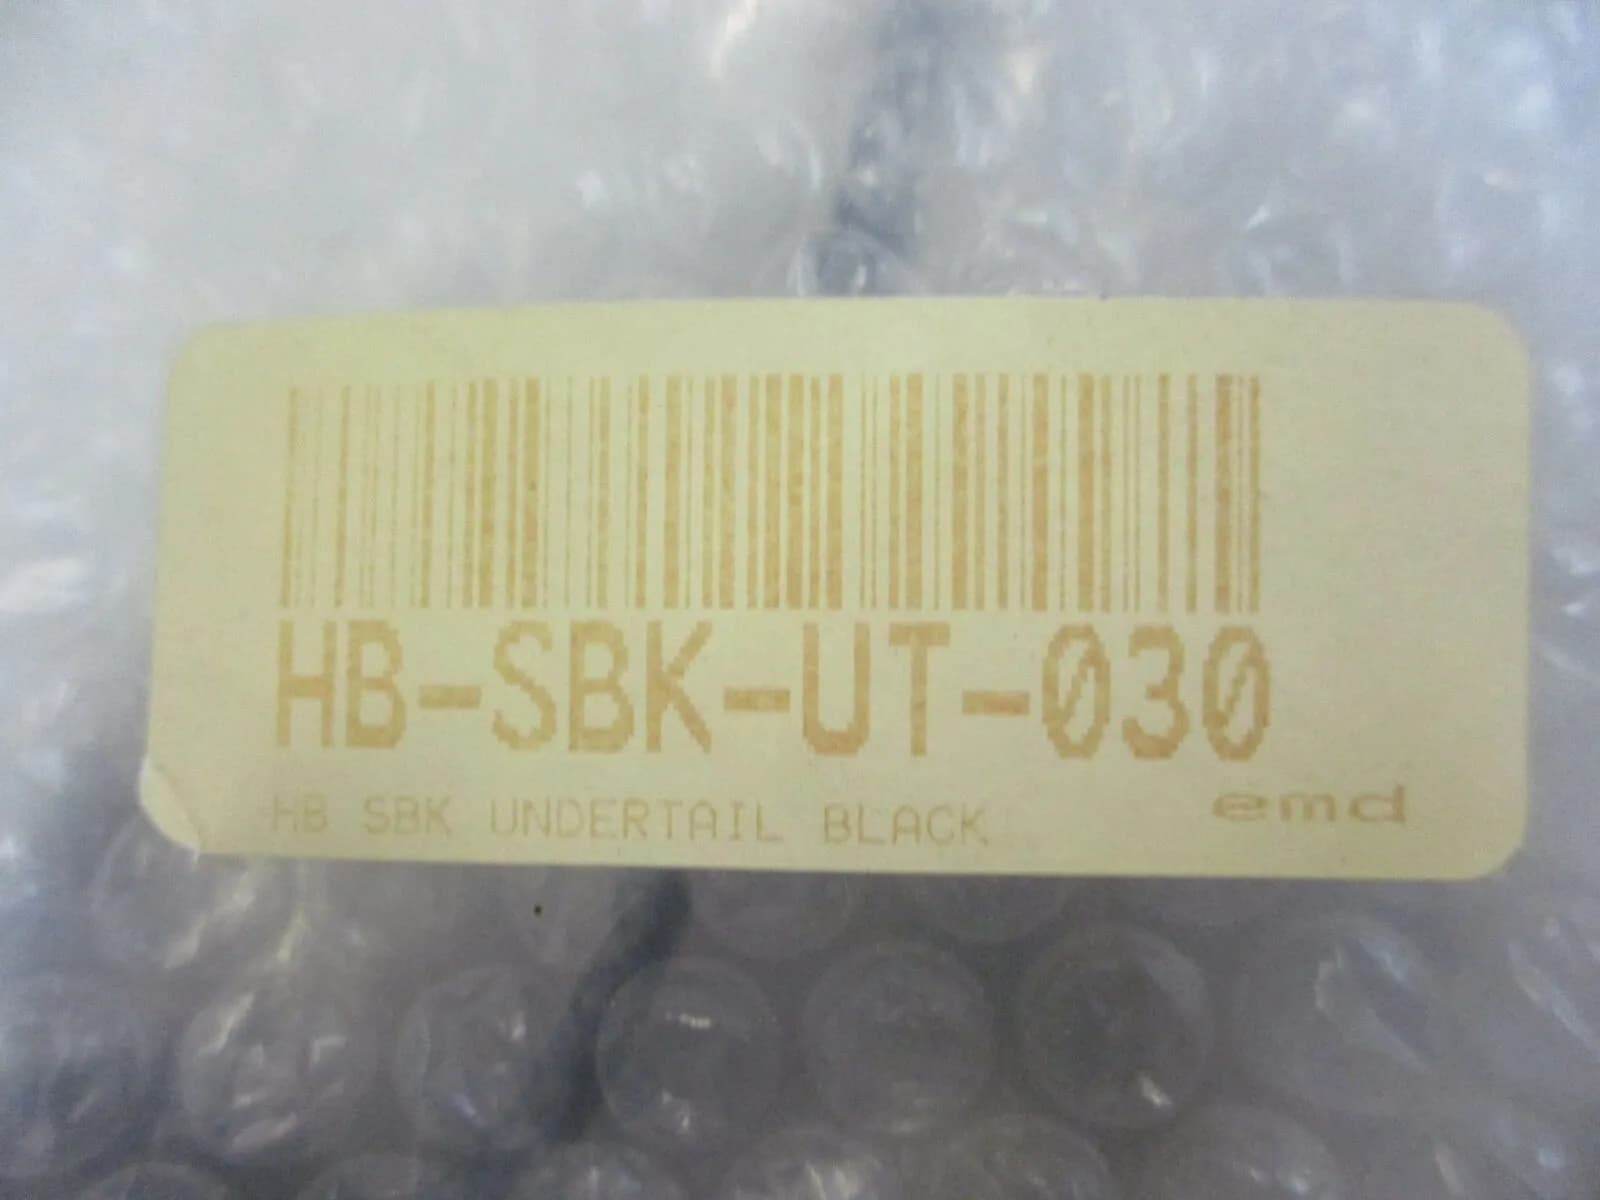 HB-SBK-UT-030
HB SBK UNDERTAIL BLACK
emd